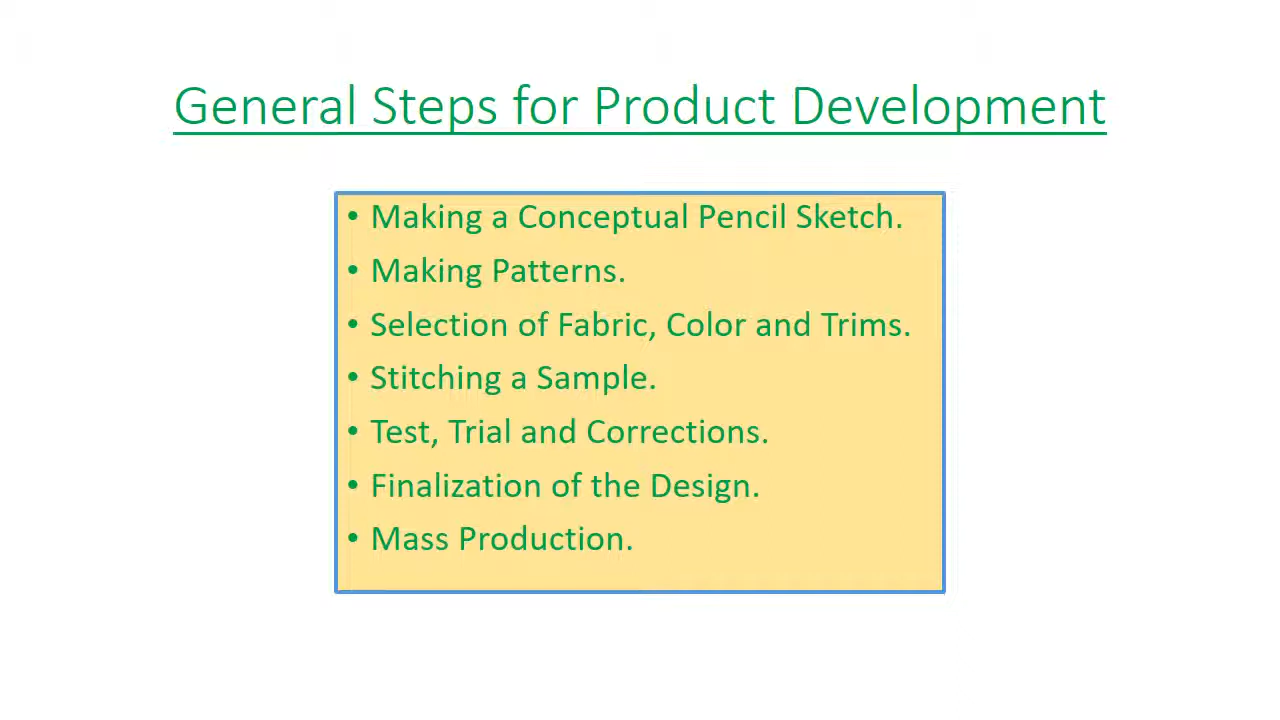 General Steps for Product Development
• Making a Conceptual Pencil Sketch.
• Making Patterns.
• Selection of Fabric, Color and Trims.
• Stitching a Sample.
• Test, Trial and Corrections.
• Finalization of the Design.
• Mass Production.